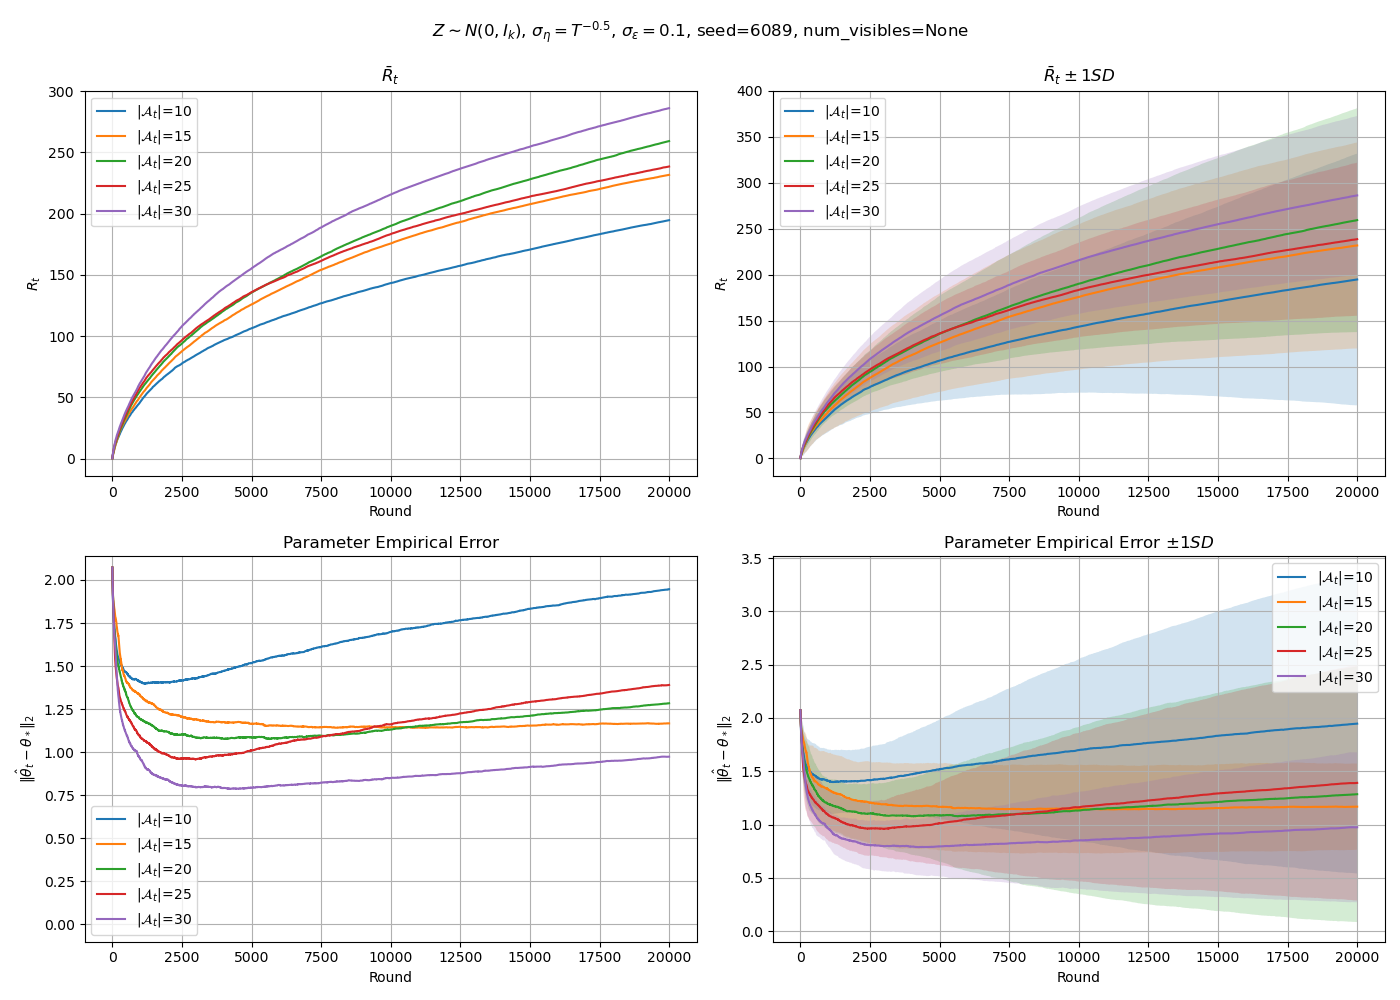 Z ~ N(0, I_k), σ_η = T^{-0.5}, σ_ε = 0.1, seed=6089, num_visibles=None
R̄_t
300
250
200
150
100
50
0
R_t
|𝒜_t|=10
|𝒜_t|=15
|𝒜_t|=20
|𝒜_t|=25
|𝒜_t|=30
0 2500 5000 7500 10000 12500 15000 17500 20000
Round
R̄_t ± 1SD
400
350
300
250
200
150
100
50
0
R_t
|𝒜_t|=10
|𝒜_t|=15
|𝒜_t|=20
|𝒜_t|=25
|𝒜_t|=30
0 2500 5000 7500 10000 12500 15000 17500 20000
Round
Parameter Empirical Error
2.00
1.75
1.50
1.25
1.00
0.75
0.50
0.25
0.00
‖θ̂_t − θ_*‖_2
|𝒜_t|=10
|𝒜_t|=15
|𝒜_t|=20
|𝒜_t|=25
|𝒜_t|=30
0 2500 5000 7500 10000 12500 15000 17500 20000
Round
Parameter Empirical Error ±1SD
3.5
3.0
2.5
2.0
1.5
1.0
0.5
0.0
‖θ̂_t − θ_*‖_2
|𝒜_t|=10
|𝒜_t|=15
|𝒜_t|=20
|𝒜_t|=25
|𝒜_t|=30
0 2500 5000 7500 10000 12500 15000 17500 20000
Round